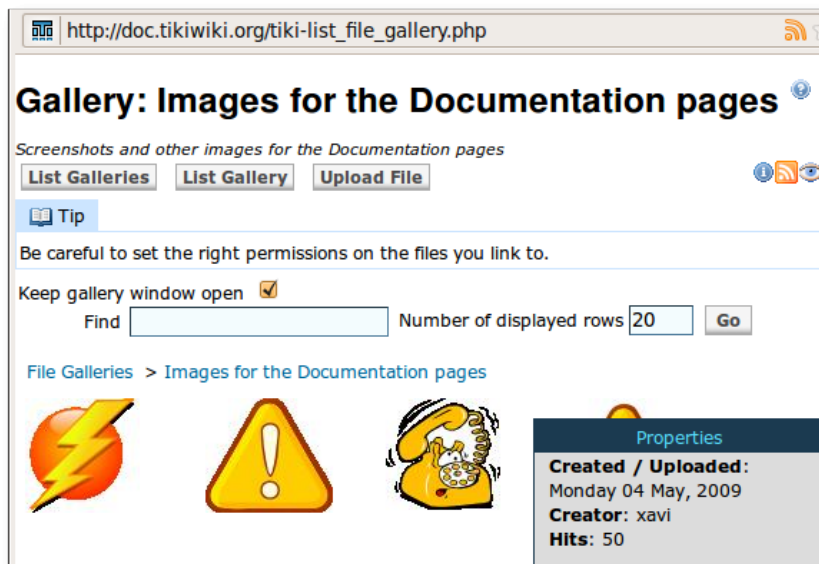 http://doc.tikiwiki.org/tiki-list_file_gallery.php
Gallery: Images for the Documentation pages
Screenshots and other images for the Documentation pages
List Galleries List Gallery Upload File
Tip
Be careful to set the right permissions on the files you link to.
Keep gallery window open
Find Number of displayed rows 20 Go
File Galleries > Images for the Documentation pages
Properties
Created / Uploaded:
Monday 04 May, 2009
Creator: xavi
Hits: 50